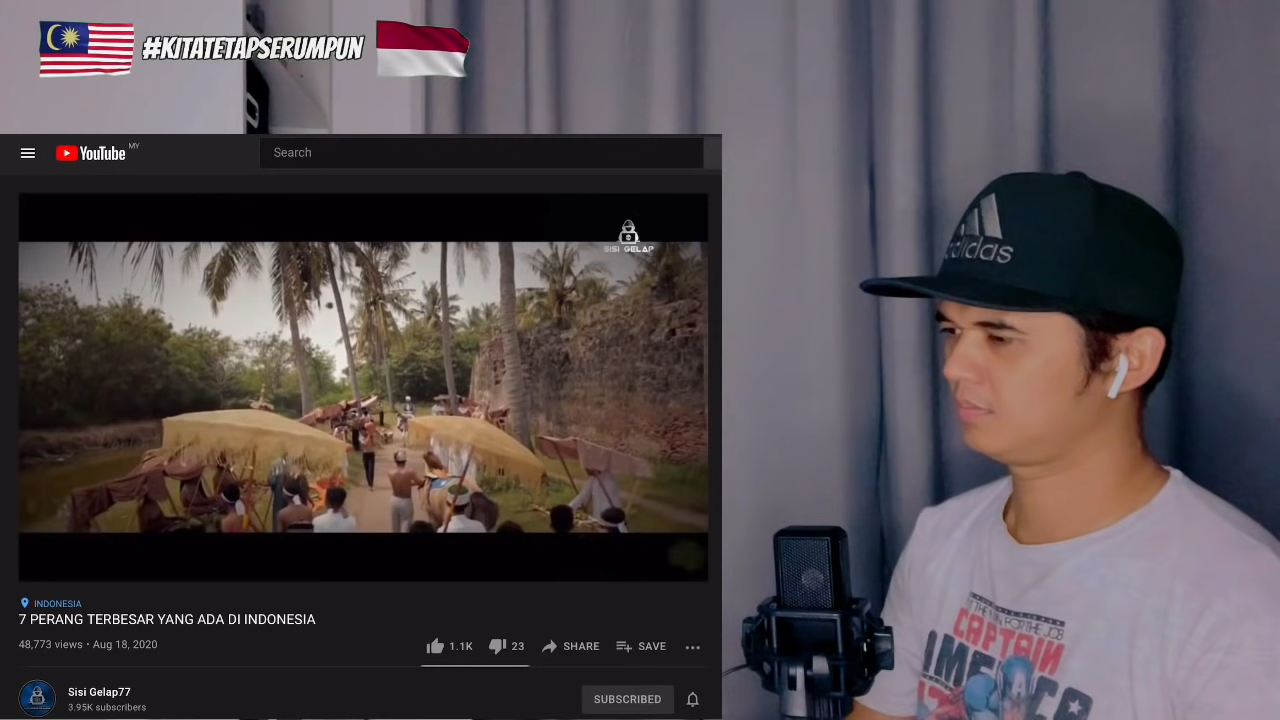 #KITATETAPSERUMPUN
YouTube MY
Search
SISI GELAP
INDONESIA
7 PERANG TERBESAR YANG ADA DI INDONESIA
48,773 views • Aug 18, 2020
1.1K 23 SHARE SAVE
Sisi Gelap77
3.95K subscribers
SUBSCRIBED
adidas
CAPTAIN